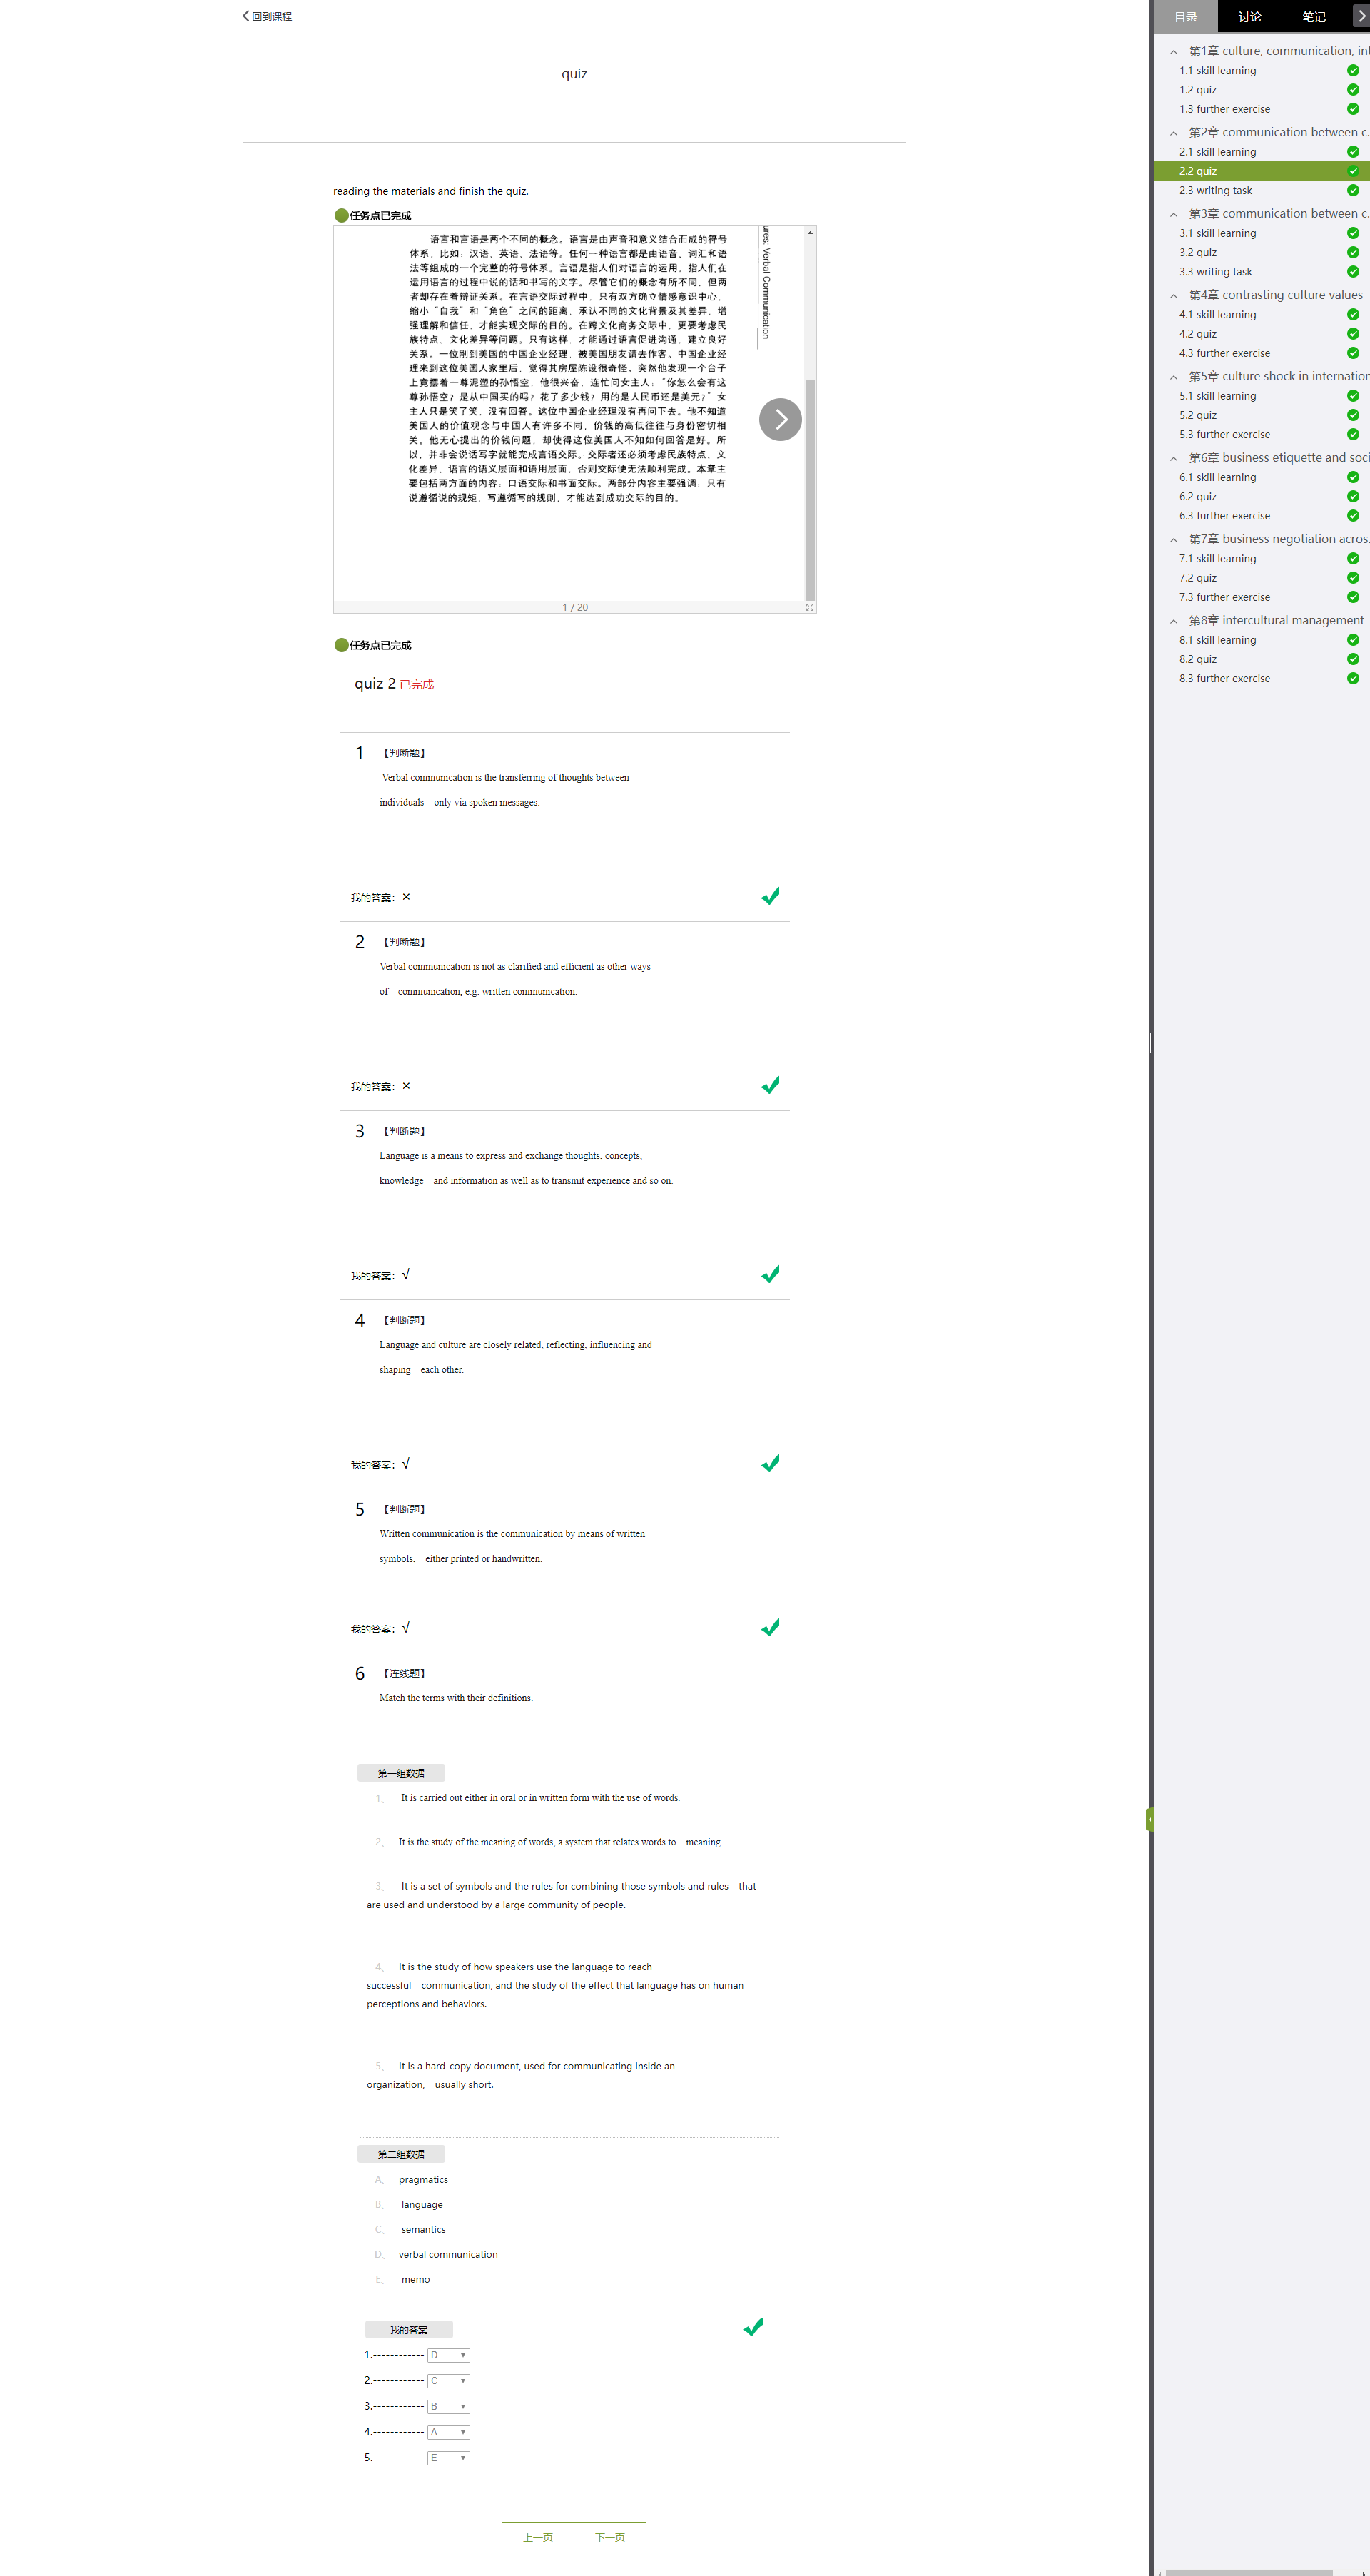 回到课程
quiz
reading the materials and finish the quiz.
任务点已完成
语言和言语是两个不同的概念。语言是由声音和意义结合而成的符号
体系，比如：汉语、英语、法语等。任何一种语言都是由语音、词汇和语
法等组成的一个完整的符号体系。言语是指人们对语言的运用，指人们在
运用语言的过程中说的话和书写的文字。尽管它们的概念有所不同，但两
者却存在着辩证关系。在言语交际过程中，只有双方确立情感意识中心，
缩小“自我”和“角色”之间的距离，承认不同的文化背景及其差异，增
强理解和信任，才能实现交际的目的。在跨文化商务交际中，更要考虑民
族特点、文化差异等问题。只有这样，才能通过语言促进沟通，建立良好
关系。一位刚到美国的中国企业经理，被美国朋友请去作客。中国企业经
理来到这位美国人家里后，觉得其房屋陈设很奇怪。突然他发现一个台子
上竟摆着一尊泥塑的孙悟空，他很兴奋，连忙问女主人：“你怎么会有这
尊孙悟空？是从中国买的吗？花了多少钱？用的是人民币还是美元？”女
主人只是笑了笑，没有回答。这位中国企业经理没有再问下去。他不知道
美国人的价值观念与中国人有许多不同，价钱的高低往往与身份密切相
关。他无心提出的价钱问题，却使得这位美国人不知如何回答是好。所
以，并非会说话写字就能完成言语交际。交际者还必须考虑民族特点，文
化差异，语言的语义层面和语用层面，否则交际便无法顺利完成。本章主
要包括两方面的内容：口语交际和书面交际。两部分内容主要强调：只有
说遵循说的规矩，写遵循写的规则，才能达到成功交际的目的。
ures: Verbal Communication
1 / 20
任务点已完成
quiz 2 已完成
1 【判断题】
Verbal communication is the transferring of thoughts between
individuals only via spoken messages.
我的答案：×
2 【判断题】
Verbal communication is not as clarified and efficient as other ways
of communication, e.g. written communication.
我的答案：×
3 【判断题】
Language is a means to express and exchange thoughts, concepts,
knowledge and information as well as to transmit experience and so on.
我的答案：√
4 【判断题】
Language and culture are closely related, reflecting, influencing and
shaping each other.
我的答案：√
5 【判断题】
Written communication is the communication by means of written
symbols, either printed or handwritten.
我的答案：√
6 【连线题】
Match the terms with their definitions.
第一组数据
1、 It is carried out either in oral or in written form with the use of words.
2、 It is the study of the meaning of words, a system that relates words to meaning.
3、 It is a set of symbols and the rules for combining those symbols and rules that
are used and understood by a large community of people.
4、 It is the study of how speakers use the language to reach
successful communication, and the study of the effect that language has on human
perceptions and behaviors.
5、 It is a hard-copy document, used for communicating inside an
organization, usually short.
第二组数据
A、 pragmatics
B、 language
C、 semantics
D、 verbal communication
E、 memo
我的答案
1.------------ D
2.------------ C
3.------------ B
4.------------ A
5.------------ E
上一页 下一页
目录 讨论 笔记
第1章 culture, communication, int
1.1 skill learning
1.2 quiz
1.3 further exercise
第2章 communication between c.
2.1 skill learning
2.2 quiz
2.3 writing task
第3章 communication between c.
3.1 skill learning
3.2 quiz
3.3 writing task
第4章 contrasting culture values
4.1 skill learning
4.2 quiz
4.3 further exercise
第5章 culture shock in internation
5.1 skill learning
5.2 quiz
5.3 further exercise
第6章 business etiquette and soci
6.1 skill learning
6.2 quiz
6.3 further exercise
第7章 business negotiation acros.
7.1 skill learning
7.2 quiz
7.3 further exercise
第8章 intercultural management
8.1 skill learning
8.2 quiz
8.3 further exercise